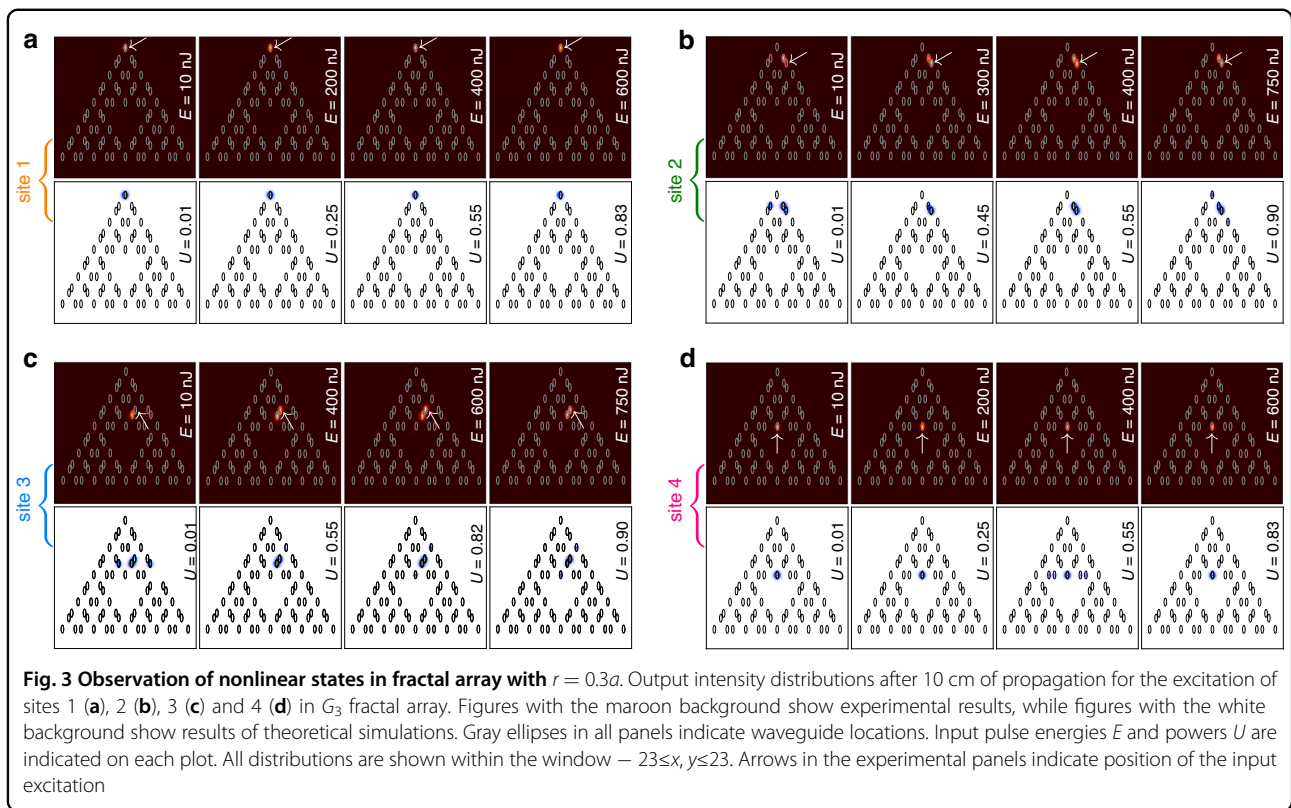 a
site 1
E = 10 nJ
E = 200 nJ
E = 400 nJ
E = 600 nJ
U = 0.01
U = 0.25
U = 0.55
U = 0.83
b
site 2
E = 10 nJ
E = 300 nJ
E = 400 nJ
E = 750 nJ
U = 0.01
U = 0.45
U = 0.55
U = 0.90
c
site 3
E = 10 nJ
E = 400 nJ
E = 600 nJ
E = 750 nJ
U = 0.01
U = 0.55
U = 0.82
U = 0.90
d
site 4
E = 10 nJ
E = 200 nJ
E = 400 nJ
E = 600 nJ
U = 0.01
U = 0.25
U = 0.55
U = 0.83
Fig. 3 Observation of nonlinear states in fractal array with r = 0.3a. Output intensity distributions after 10 cm of propagation for the excitation of
sites 1 (a), 2 (b), 3 (c) and 4 (d) in G₃ fractal array. Figures with the maroon background show experimental results, while figures with the white
background show results of theoretical simulations. Gray ellipses in all panels indicate waveguide locations. Input pulse energies E and powers U are
indicated on each plot. All distributions are shown within the window − 23≤x, y≤23. Arrows in the experimental panels indicate position of the input
excitation